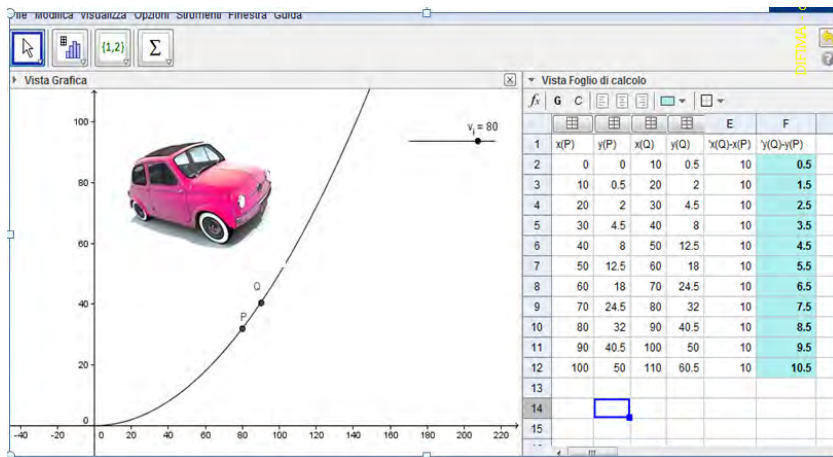 File Modifica Visualizza Opzioni Strumenti Finestra Guida
{1,2} Σ
Vista Grafica
Vista Foglio di calcolo
fx G C
E F
1 x(P) y(P) x(Q) y(Q) 'x(Q)-x(P) 'y(Q)-y(P)
2 0 0 10 0.5 10 0.5
3 10 0.5 20 2 10 1.5
4 20 2 30 4.5 10 2.5
5 30 4.5 40 8 10 3.5
6 40 8 50 12.5 10 4.5
7 50 12.5 60 18 10 5.5
8 60 18 70 24.5 10 6.5
9 70 24.5 80 32 10 7.5
10 80 32 90 40.5 10 8.5
11 90 40.5 100 50 10 9.5
12 100 50 110 60.5 10 10.5
13
14
15
vi = 80
100
80
60
40
20
0
Q
P
-40 -20 0 20 40 60 80 100 120 140 160 180 200 220
DIFIMA